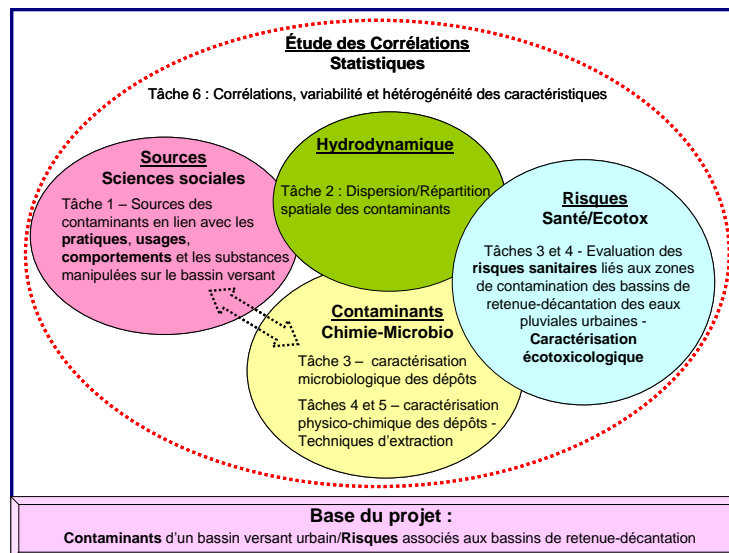 Étude des Corrélations
Statistiques
Tâche 6 : Corrélations, variabilité et hétérogénéité des caractéristiques
Hydrodynamique
Tâche 2 : Dispersion/Répartition
spatiale des contaminants
Sources
Sciences sociales
Tâche 1 – Sources des
contaminants en lien avec les
pratiques, usages,
comportements et les substances
manipulées sur le bassin versant
Risques
Santé/Ecotox
Tâches 3 et 4 - Evaluation des
risques sanitaires liés aux zones
de contamination des bassins de
retenue-décantation des eaux
pluviales urbaines -
Caractérisation
écotoxicologique
Contaminants
Chimie-Microbio
Tâche 3 – caractérisation
microbiologique des dépôts
Tâches 4 et 5 – caractérisation
physico-chimique des dépôts -
Techniques d'extraction
Base du projet :
Contaminants d'un bassin versant urbain/Risques associés aux bassins de retenue-décantation